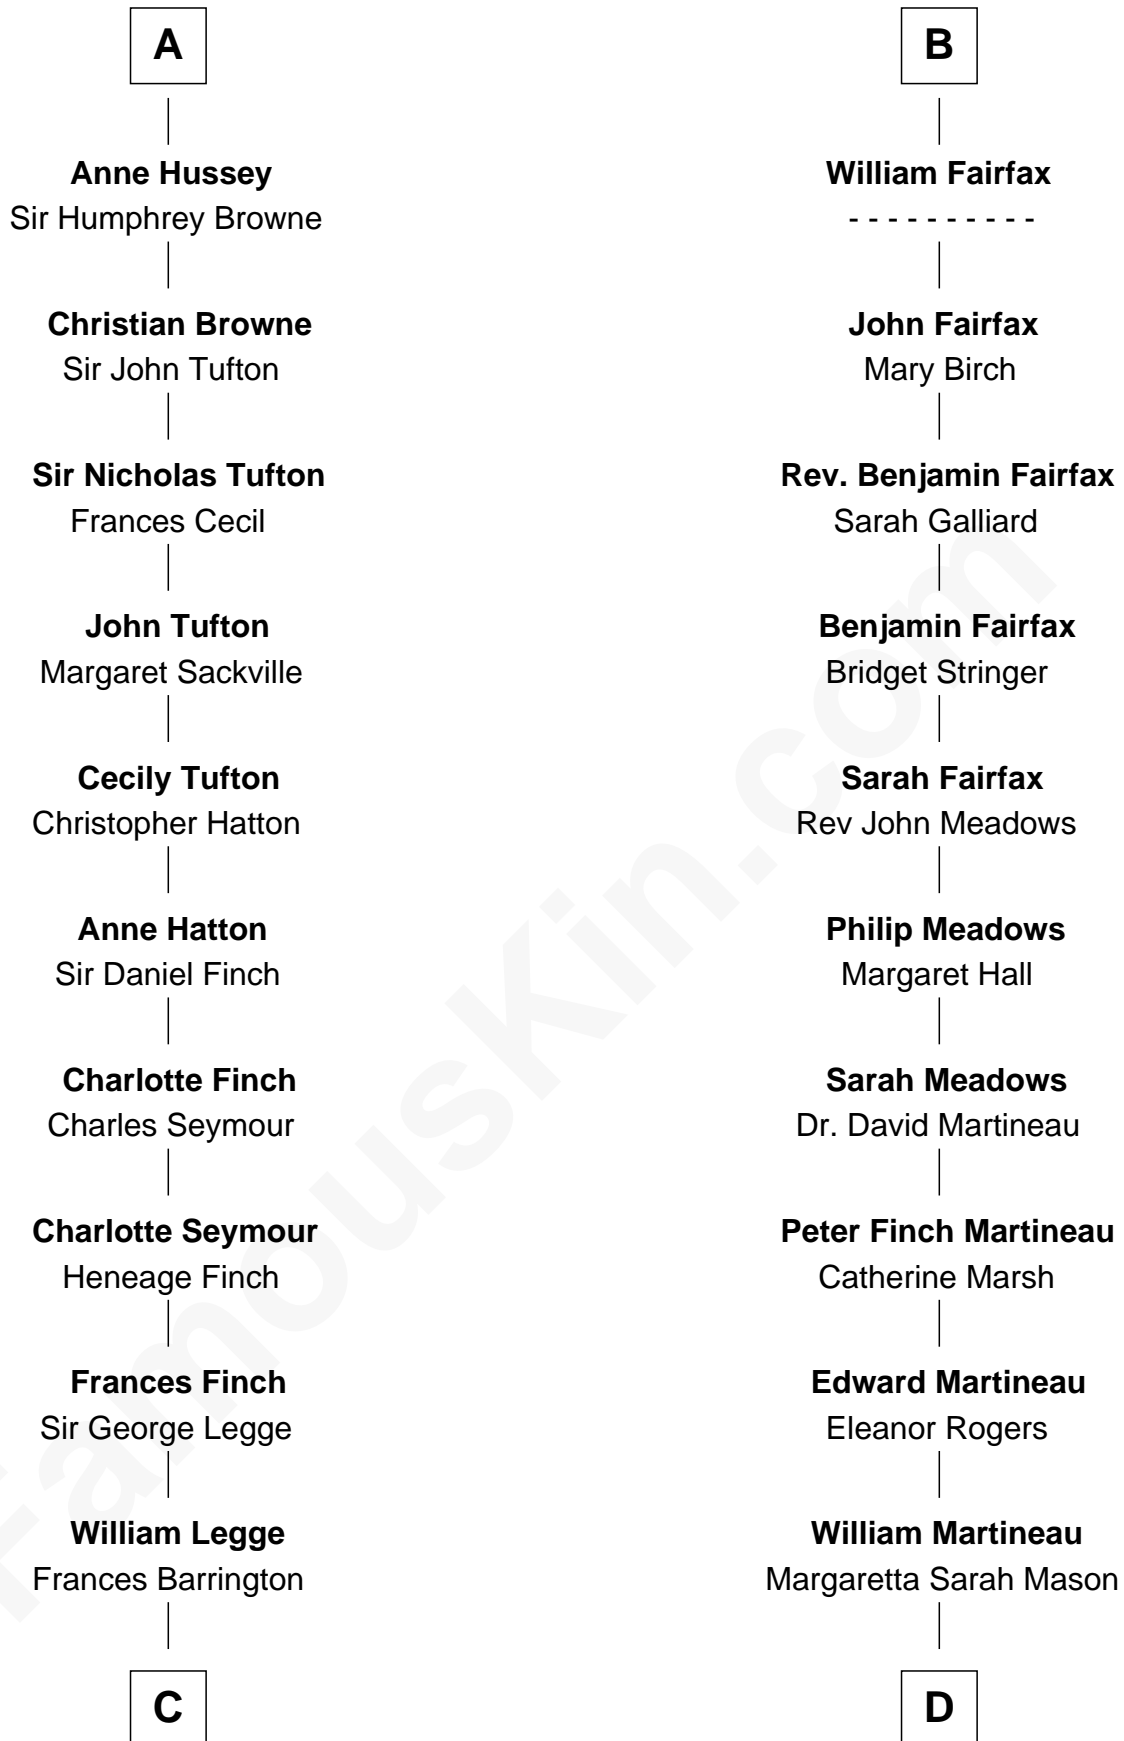 A
Anne Hussey
Sir Humphrey Browne
Christian Browne
Sir John Tufton
Sir Nicholas Tufton
Frances Cecil
John Tufton
Margaret Sackville
Cecily Tufton
Christopher Hatton
Anne Hatton
Sir Daniel Finch
Charlotte Finch
Charles Seymour
Charlotte Seymour
Heneage Finch
Frances Finch
Sir George Legge
William Legge
Frances Barrington
C
B
William Fairfax
- - - - - - - - - -
John Fairfax
Mary Birch
Rev. Benjamin Fairfax
Sarah Galliard
Benjamin Fairfax
Bridget Stringer
Sarah Fairfax
Rev John Meadows
Philip Meadows
Margaret Hall
Sarah Meadows
Dr. David Martineau
Peter Finch Martineau
Catherine Marsh
Edward Martineau
Eleanor Rogers
William Martineau
Margaretta Sarah Mason
D
FamousKin.com